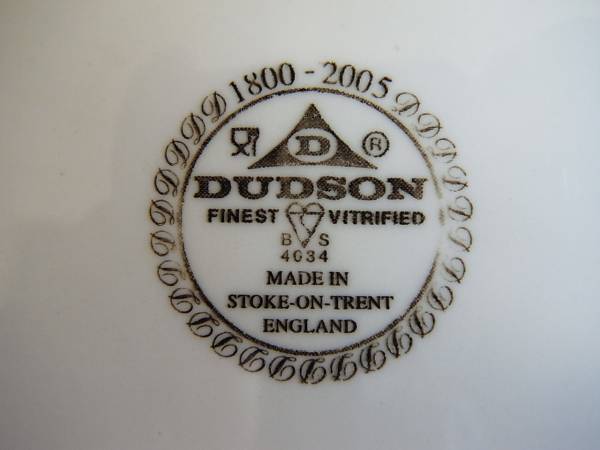 1800 - 2005
D
®
DUDSON
FINEST VITRIFIED
B S
4034
MADE IN
STOKE-ON-TRENT
ENGLAND